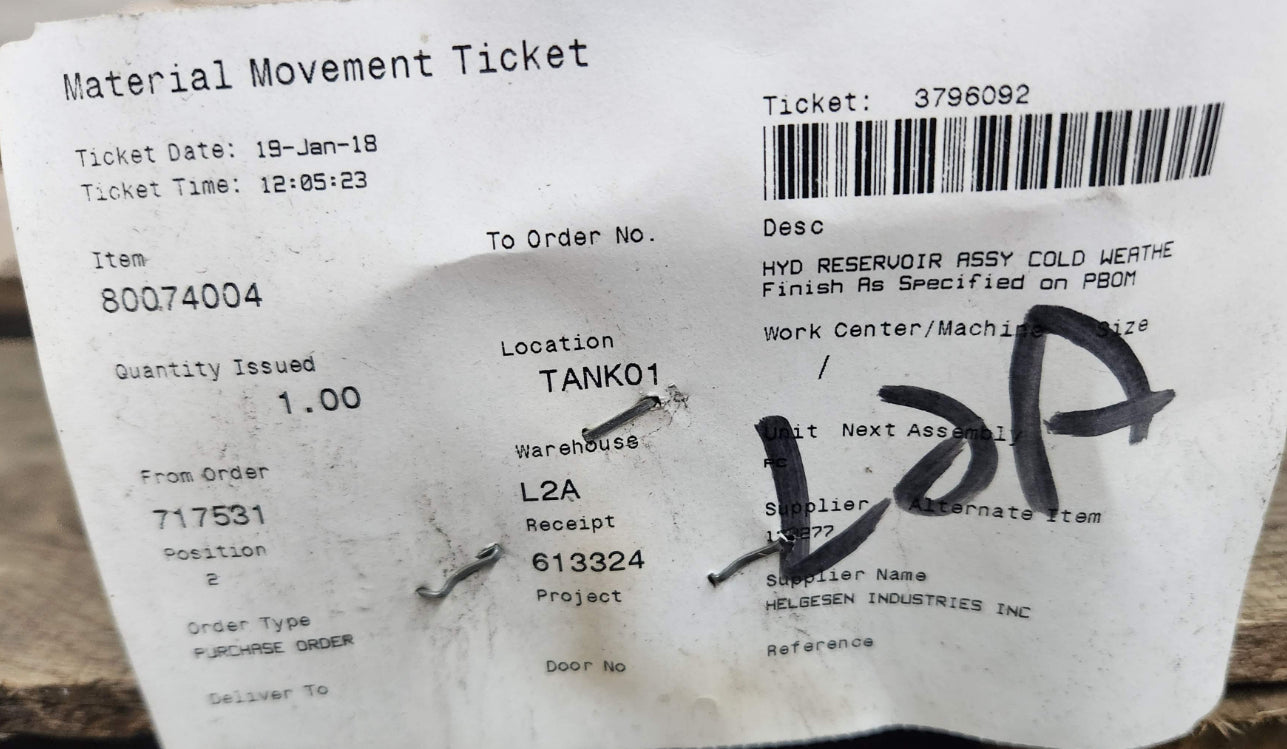 Material Movement Ticket
Ticket: 3796092
Ticket Date: 19-Jan-18
Ticket Time: 12:05:23
Item
80074004
To Order No.
Desc
HYD RESERVOIR ASSY COLD WEATHE
Finish As Specified on PBOM
Quantity Issued
1.00
Location
TANK01
Work Center/Machine Size
/
From Order
717531
Warehouse
L2A
Unit Next Assembly
PC
L2A
Position
2
Receipt
613324
Supplier Alternate Item
Order Type
PURCHASE ORDER
Project
Supplier Name
HELGESEN INDUSTRIES INC
Deliver To
Door No
Reference